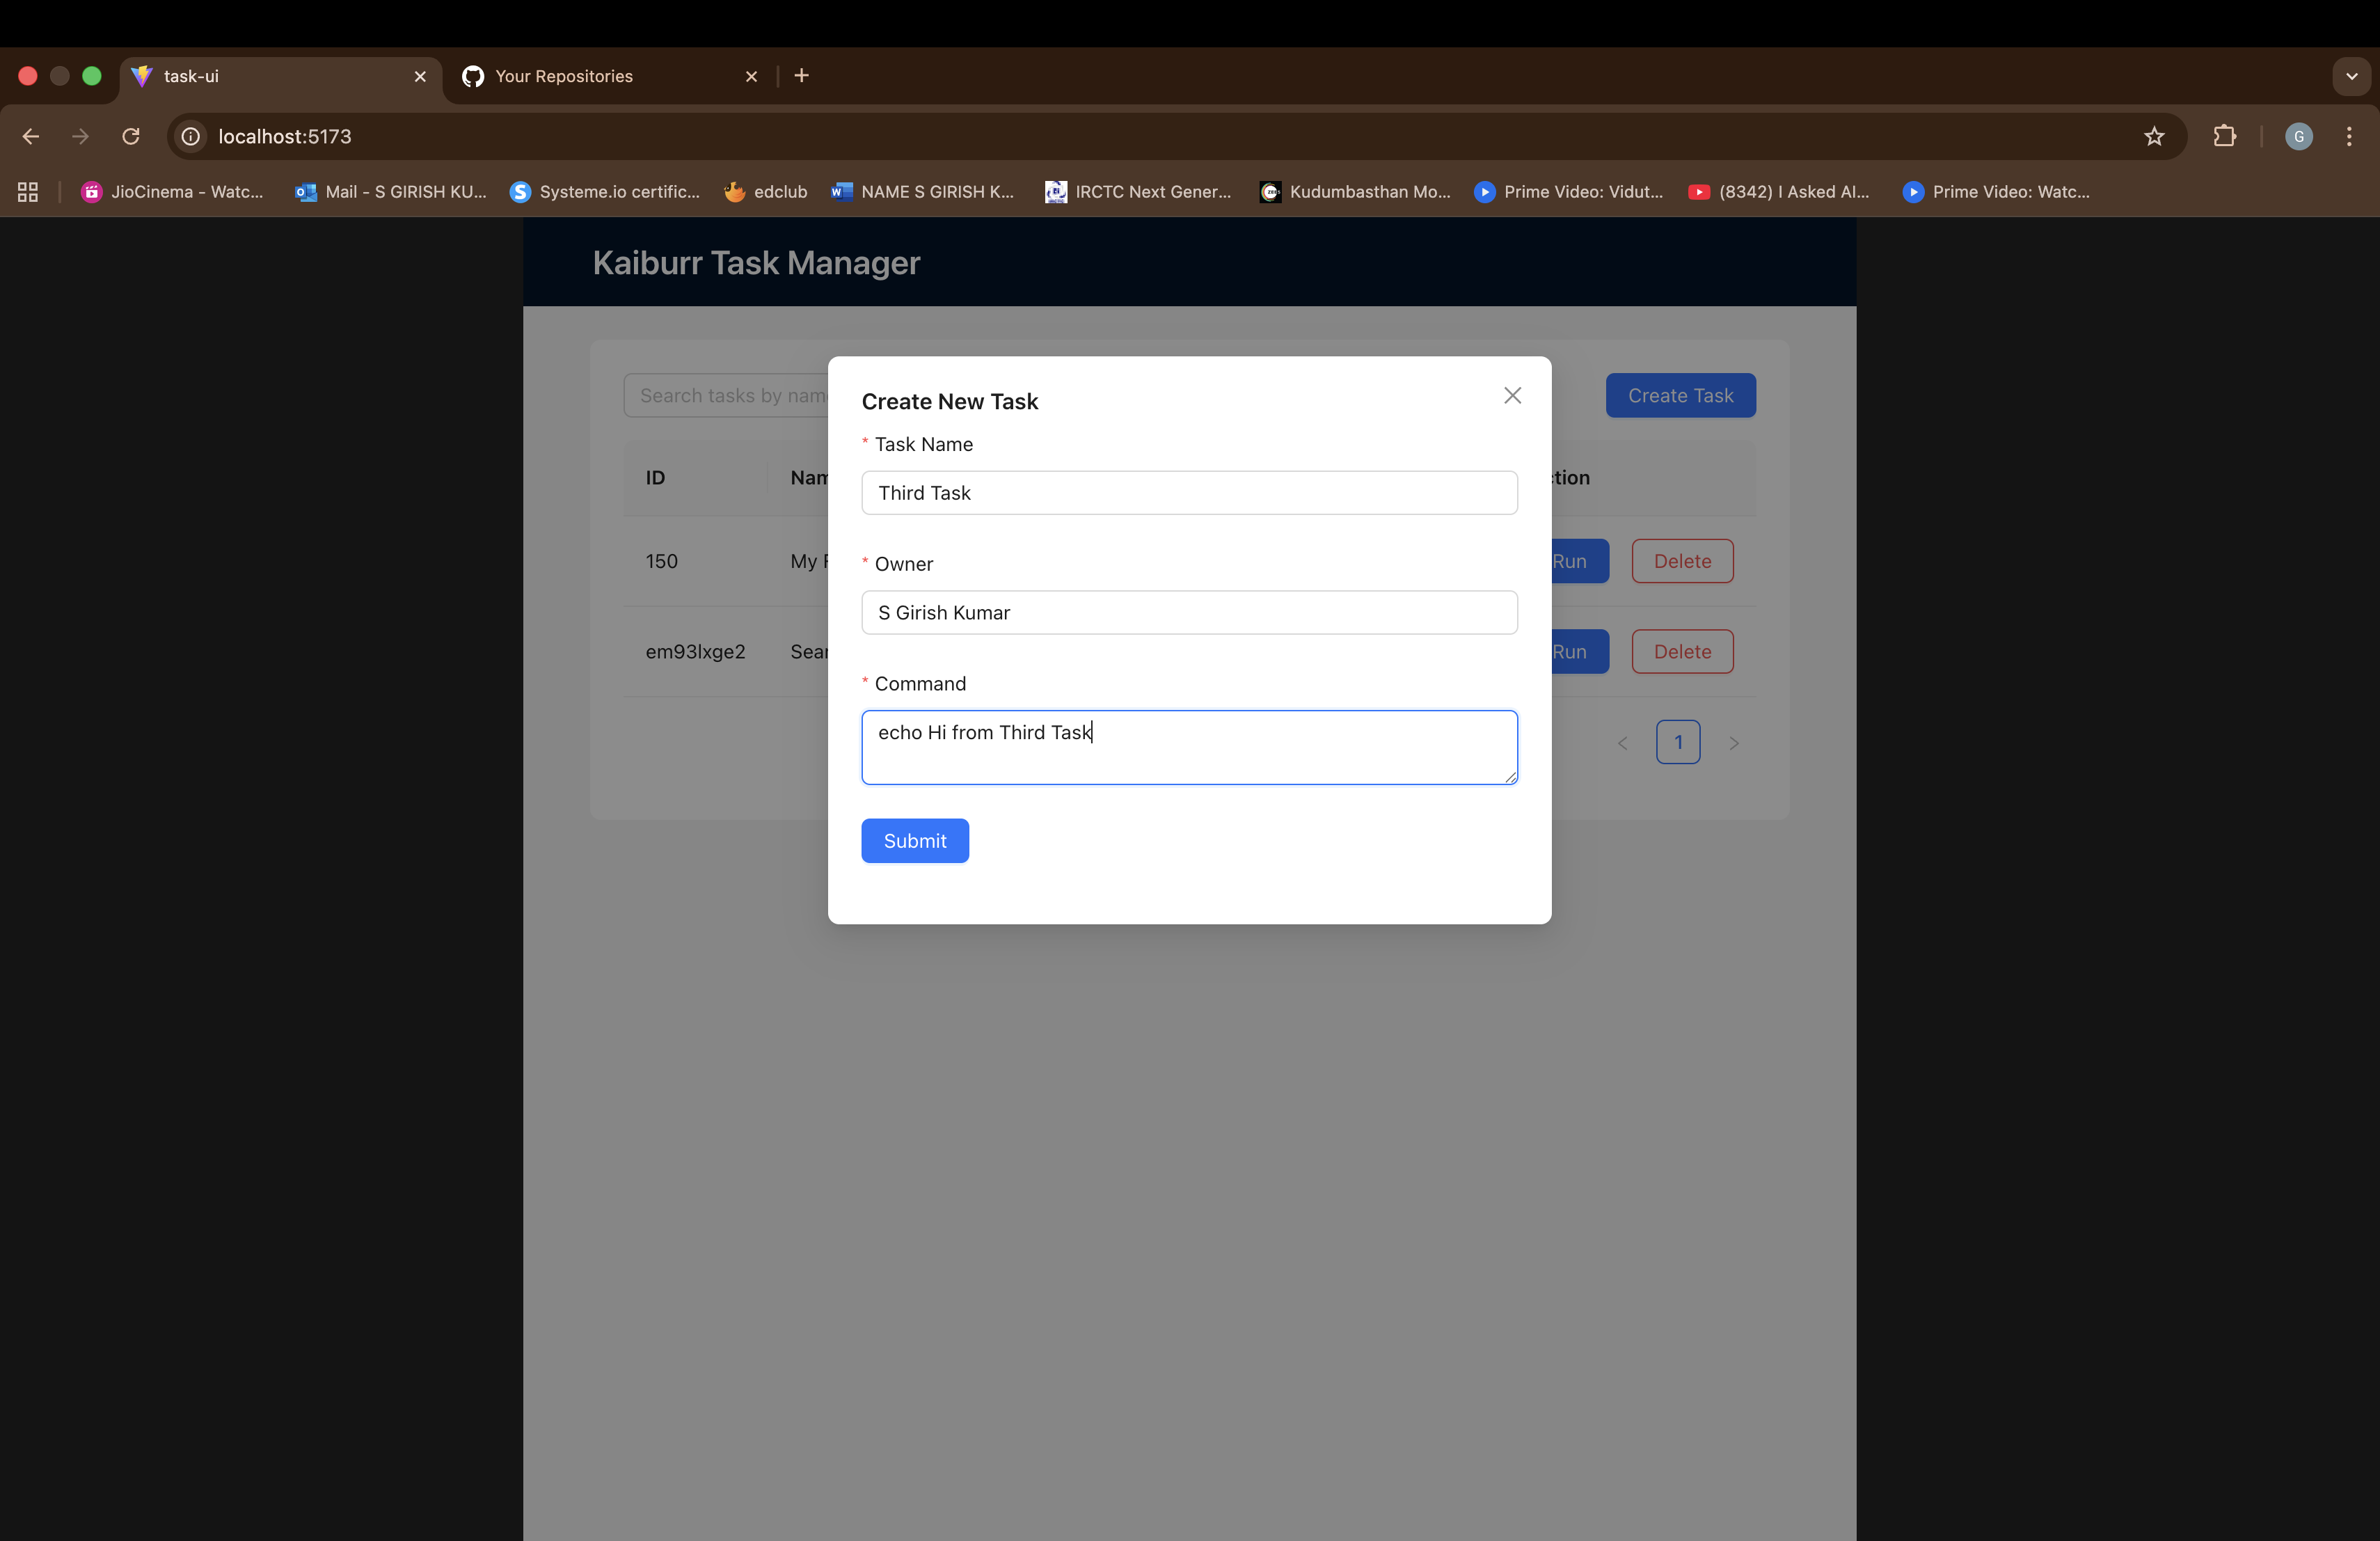 task-ui
Your Repositories
localhost:5173
G
JioCinema - Watc...
Mail - S GIRISH KU...
Systeme.io certific...
edclub
NAME S GIRISH K...
IRCTC Next Gener...
Kudumbasthan Mo...
Prime Video: Vidut...
(8342) I Asked AI...
Prime Video: Watc...
Kaiburr Task Manager
Search tasks by nam
Create Task
ID
Nam
tion
150
My F
Run
Delete
em93lxge2
Sear
Run
Delete
1
Create New Task
* Task Name
Third Task
* Owner
S Girish Kumar
* Command
echo Hi from Third Task
Submit